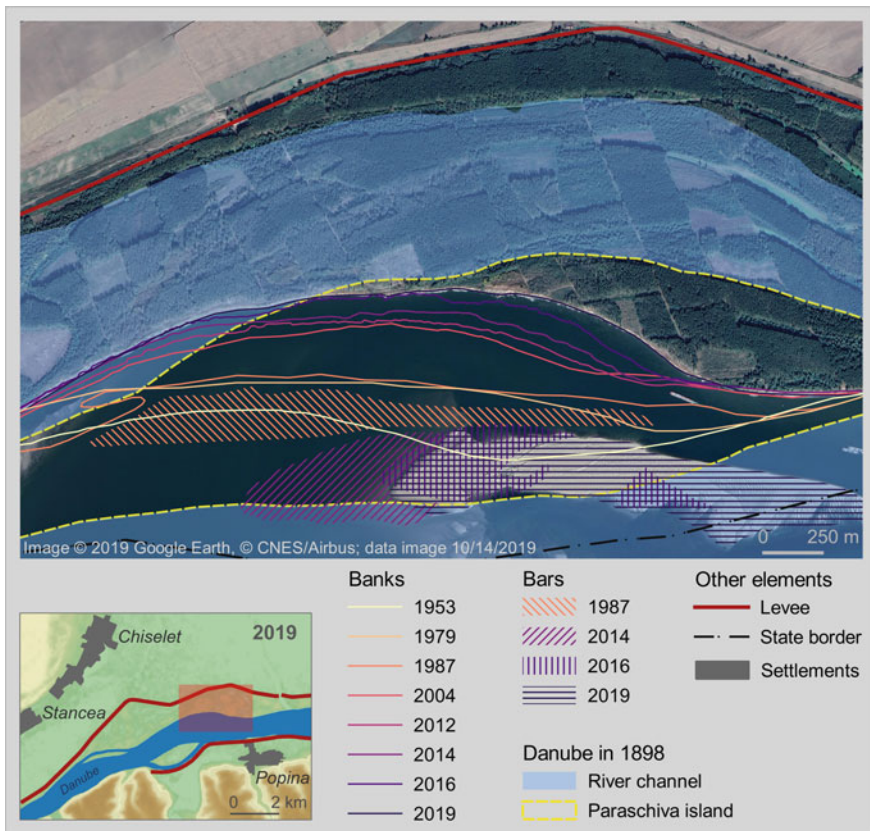 Image © 2019 Google Earth, © CNES/Airbus; data image 10/14/2019
0 250 m
Chiselet
2019
Stancea
Danube
Popina
0 2 km
Banks
1953
1979
1987
2004
2012
2014
2016
2019
Bars
1987
2014
2016
2019
Danube in 1898
River channel
Paraschiva island
Other elements
Levee
State border
Settlements